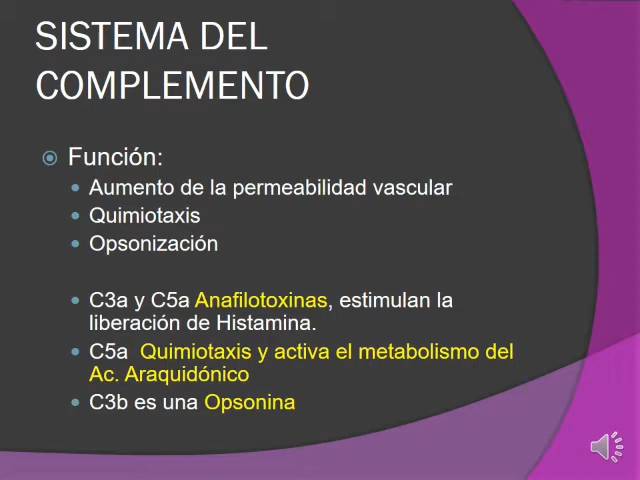 SISTEMA DEL
COMPLEMENTO
Función:
Aumento de la permeabilidad vascular
Quimiotaxis
Opsonización
C3a y C5a Anafilotoxinas, estimulan la
liberación de Histamina.
C5a Quimiotaxis y activa el metabolismo del
Ac. Araquidónico
C3b es una Opsonina